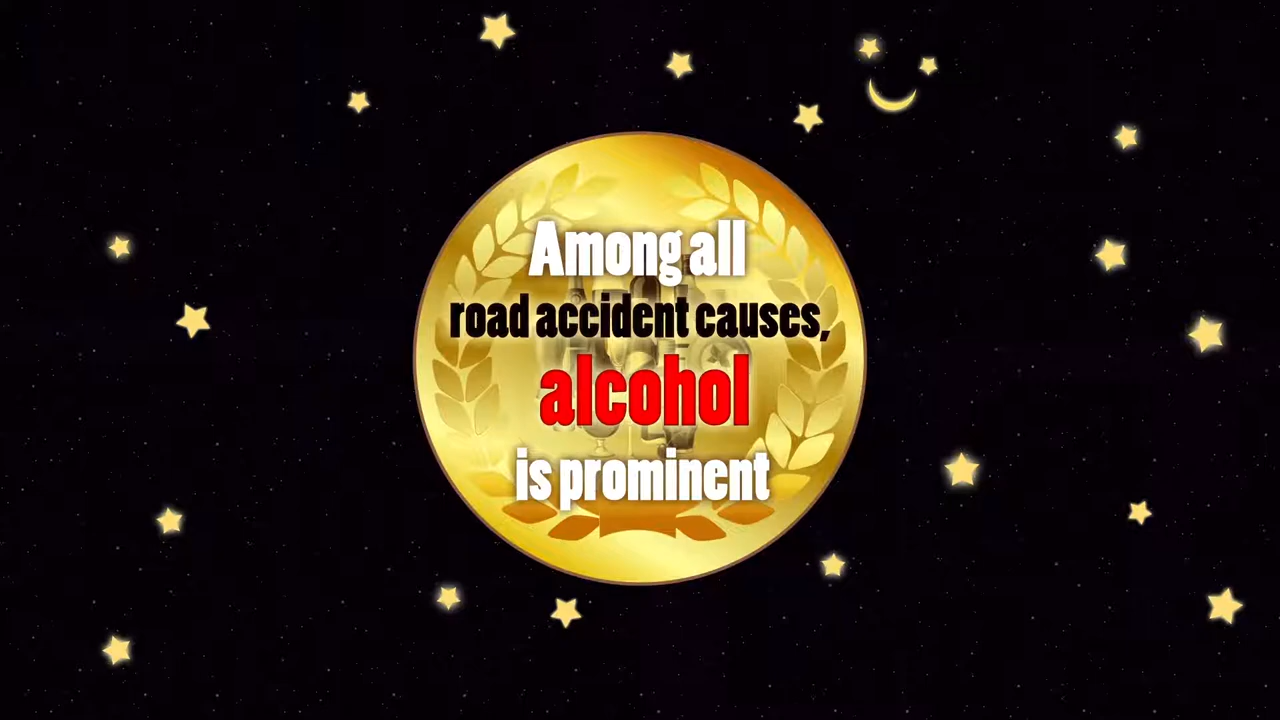 Among all
road accident causes,
alcohol
is prominent